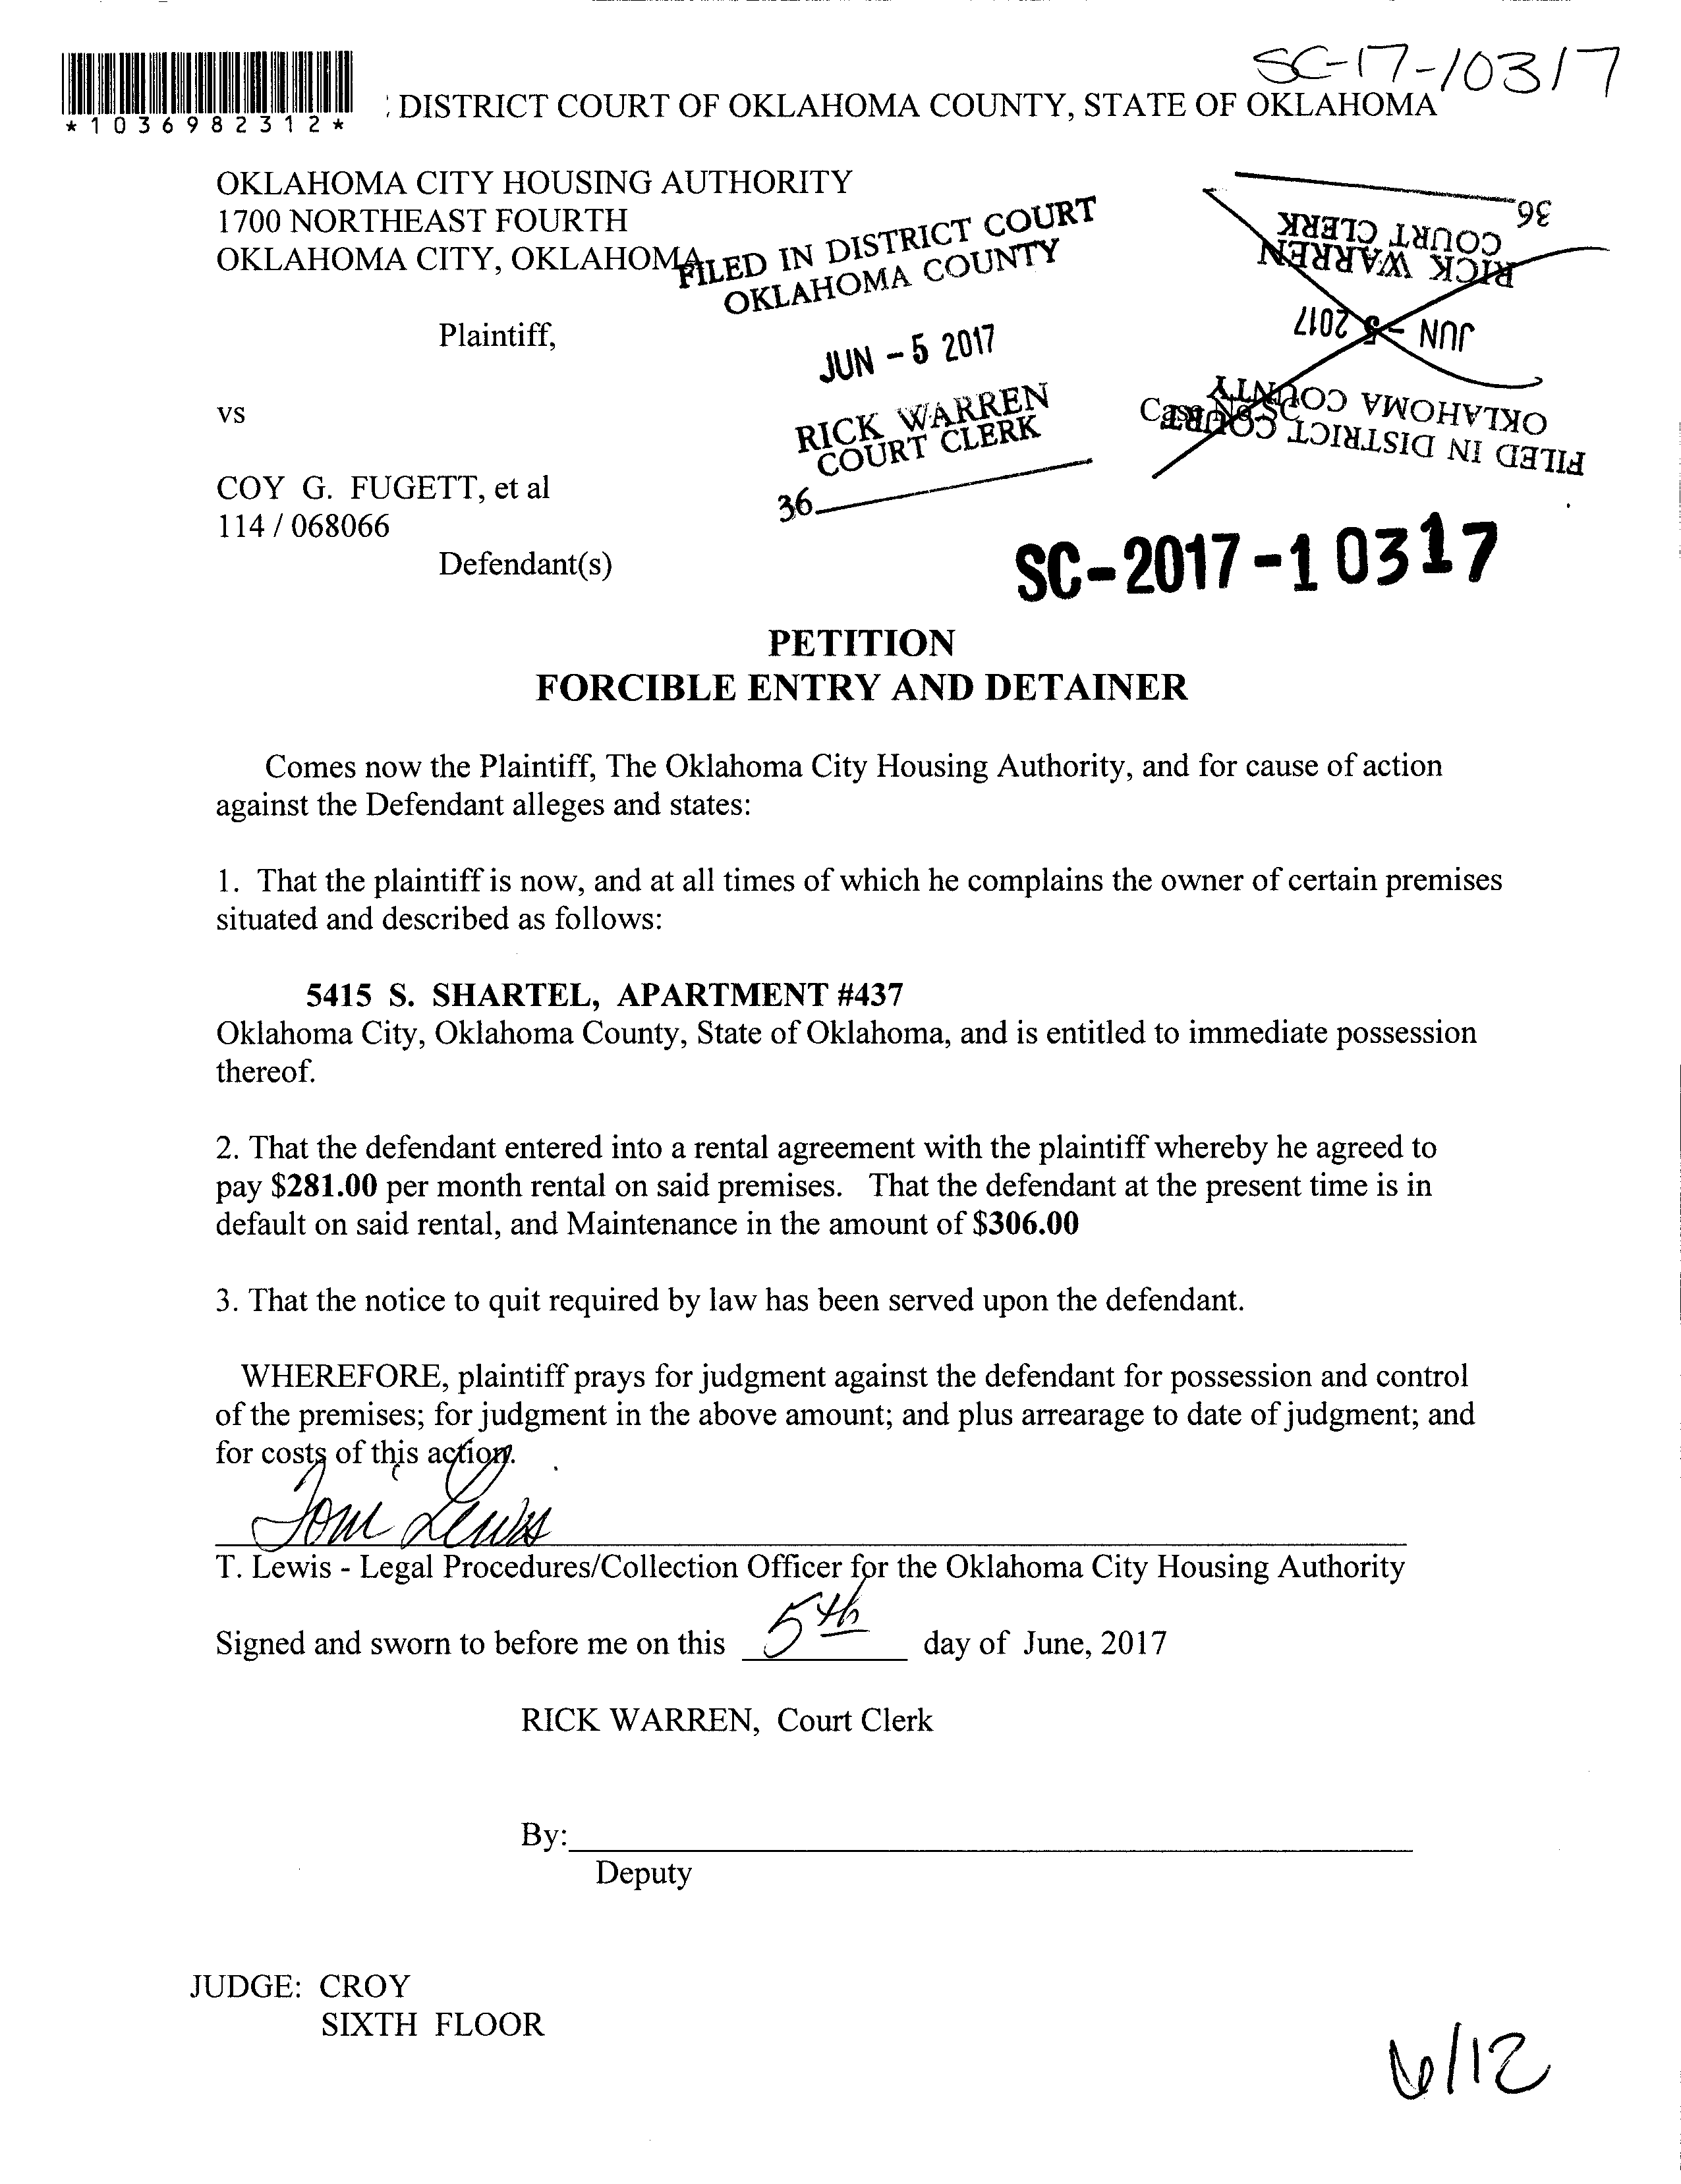 SC-17-10317
*1036982312*
: DISTRICT COURT OF OKLAHOMA COUNTY, STATE OF OKLAHOMA
OKLAHOMA CITY HOUSING AUTHORITY
1700 NORTHEAST FOURTH
OKLAHOMA CITY, OKLAHOMA
FILED IN DISTRICT COURT
OKLAHOMA COUNTY
JUN - 5 2017
RICK WARREN
COURT CLERK
36
FILED IN DISTRICT COURT
OKLAHOMA COUNTY
JUN - 5 2017
RICK WARREN
COURT CLERK
36
Plaintiff,
vs
Case No SC
COY G. FUGETT, et al
114 / 068066
Defendant(s)
SC-2017-10317
PETITION
FORCIBLE ENTRY AND DETAINER
Comes now the Plaintiff, The Oklahoma City Housing Authority, and for cause of action
against the Defendant alleges and states:
1. That the plaintiff is now, and at all times of which he complains the owner of certain premises
situated and described as follows:
5415 S. SHARTEL, APARTMENT #437
Oklahoma City, Oklahoma County, State of Oklahoma, and is entitled to immediate possession
thereof.
2. That the defendant entered into a rental agreement with the plaintiff whereby he agreed to
pay $281.00 per month rental on said premises. That the defendant at the present time is in
default on said rental, and Maintenance in the amount of $306.00
3. That the notice to quit required by law has been served upon the defendant.
WHEREFORE, plaintiff prays for judgment against the defendant for possession and control
of the premises; for judgment in the above amount; and plus arrearage to date of judgment; and
for costs of this action.
Toni Lewis
T. Lewis - Legal Procedures/Collection Officer for the Oklahoma City Housing Authority
Signed and sworn to before me on this 5th day of June, 2017
RICK WARREN, Court Clerk
By:
Deputy
JUDGE: CROY
SIXTH FLOOR
6/12